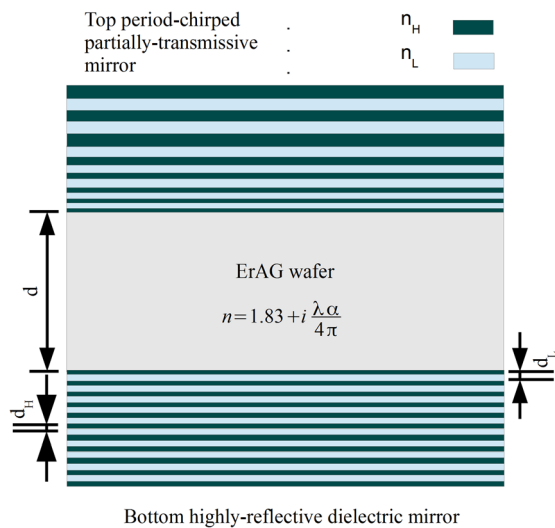 Top period-chirped
partially-transmissive
mirror
.
.
.
n_H
n_L
ErAG wafer
n=1.83+i λα/4π
d
d_H
d_L
Bottom highly-reflective dielectric mirror